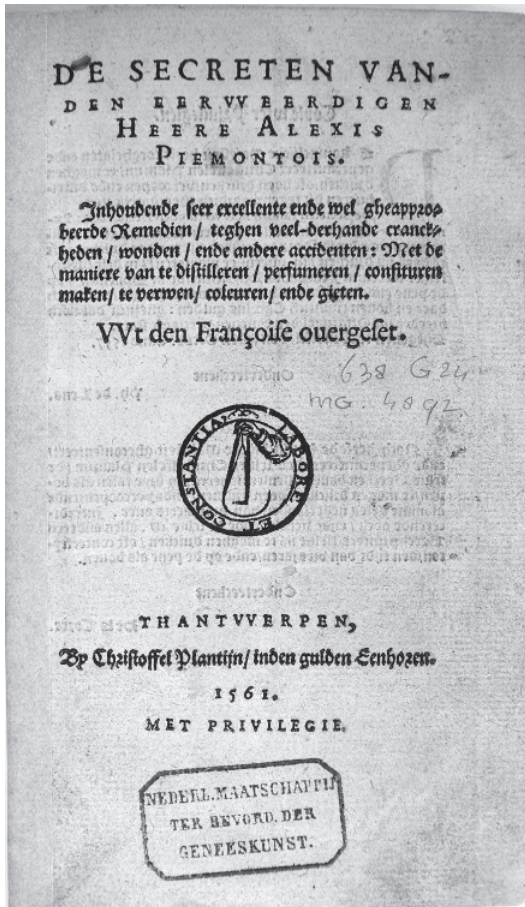 DE SECRETEN VAN-
DEN EERVVEERDIGEN
HEERE ALEXIS
PIEMONTOIS.
Inhoudende seer excellente ende wel gheappro-
beerde Remedien / teghen veel-derhande cranck-
heden / wonden / ende andere accidenten: Met de
maniere van te distilleren / perfumeren / confituren
maken / te verwen / coleuren / ende gieten.
VVt den Françoise ouergeset.
638 G 24
MG. 4892.
LABORE ET CONSTANTIA
THANTVVERPEN,
By Christoffel Plantijn / inden gulden Eenhoren.
1561.
MET PRIVILEGIE.
NEDERL. MAATSCHAPPIJ
TER BEVORD. DER
GENEESKUNST.